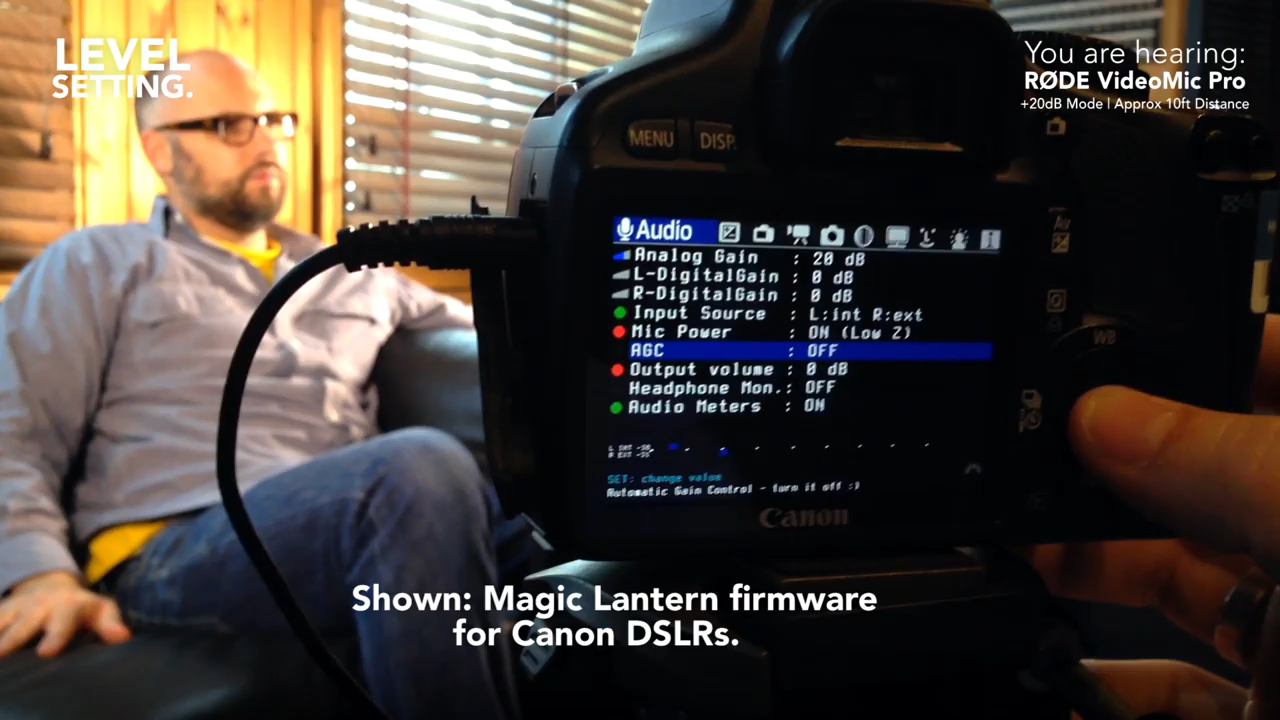 LEVEL
SETTING.
You are hearing:
RØDE VideoMic Pro
+20dB Mode | Approx 10ft Distance
MENU
DISP.
Audio
Analog Gain : 20 dB
L-DigitalGain : 0 dB
R-DigitalGain : 0 dB
Input Source : L:int R:ext
Mic Power : ON (Low Z)
AGC : OFF
Output volume : 0 dB
Headphone Mon.: OFF
Audio Meters : ON
SET: change value
Automatic Gain Control - turn it off :)
Canon
Av
Q
WB
Shown: Magic Lantern firmware
for Canon DSLRs.